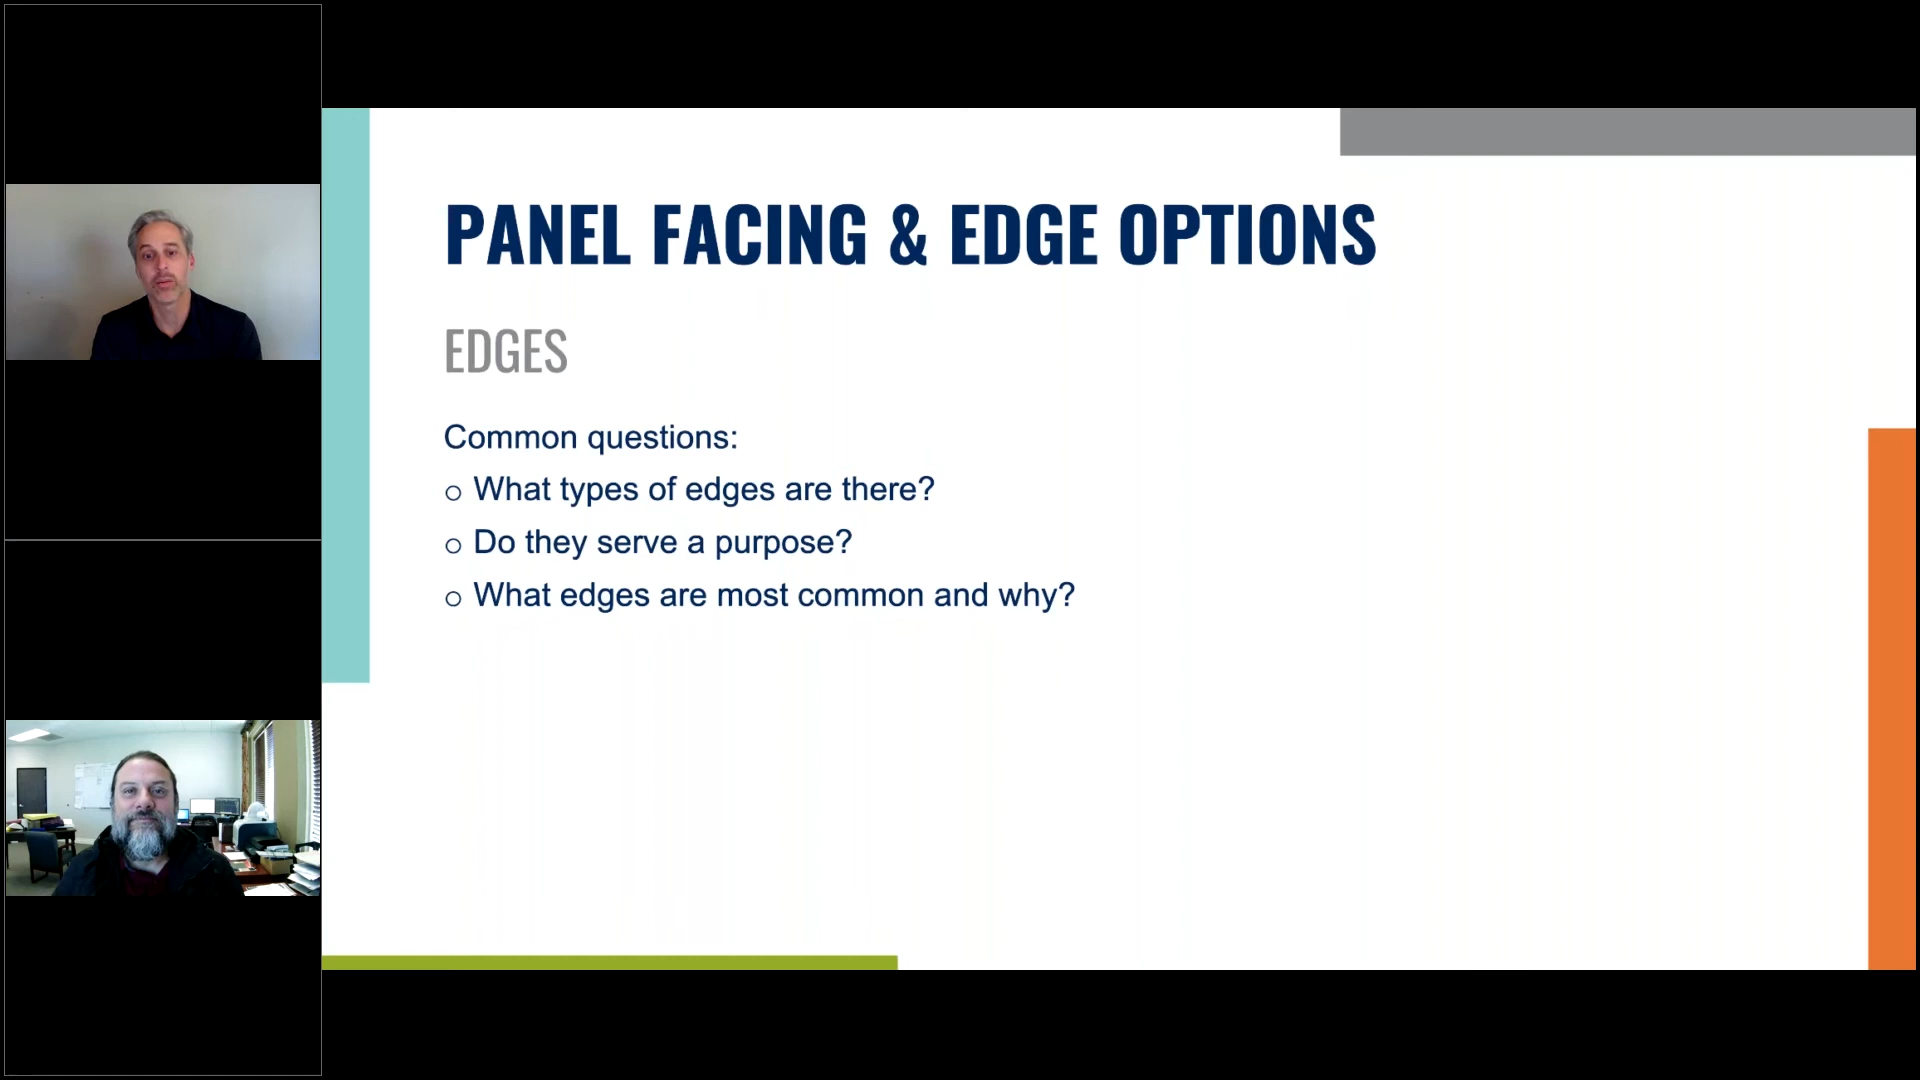 PANEL FACING & EDGE OPTIONS
EDGES
Common questions:
o What types of edges are there?
o Do they serve a purpose?
o What edges are most common and why?